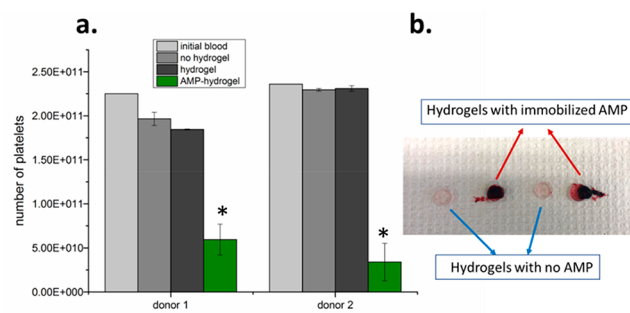 a.
initial blood
no hydrogel
hydrogel
AMP-hydrogel
number of platelets
2.50E+011
2.00E+011
1.50E+011
1.00E+011
5.00E+010
0.00E+000
*
*
donor 1
donor 2
b.
Hydrogels with immobilized AMP
Hydrogels with no AMP